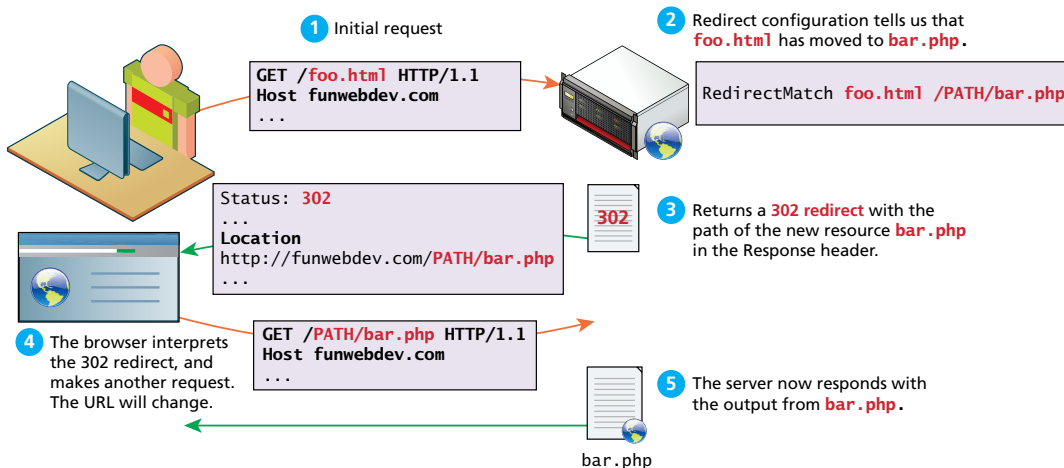 1 Initial request
GET /foo.html HTTP/1.1
Host funwebdev.com
...
2 Redirect configuration tells us that
foo.html has moved to bar.php.
RedirectMatch foo.html /PATH/bar.php
Status: 302
...
Location
http://funwebdev.com/PATH/bar.php
...
302
3 Returns a 302 redirect with the
path of the new resource bar.php
in the Response header.
4 The browser interprets
the 302 redirect, and
makes another request.
The URL will change.
GET /PATH/bar.php HTTP/1.1
Host funwebdev.com
...
5 The server now responds with
the output from bar.php.
bar.php